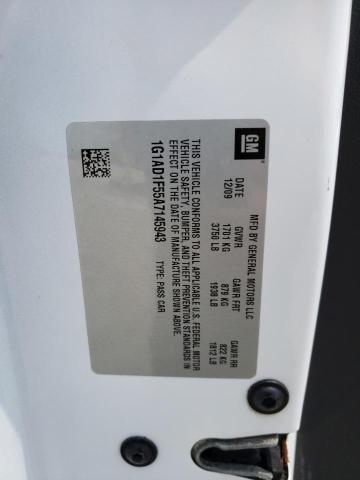 GM
MFD BY GENERAL MOTORS LLC
DATE GVWR GAWR FRT GAWR RR
12/09 1701 KG 879 KG 822 KG
3750 LB 1938 LB 1812 LB
THIS VEHICLE CONFORMS TO ALL APPLICABLE U.S. FEDERAL MOTOR
VEHICLE SAFETY, BUMPER, AND THEFT PREVENTION STANDARDS IN
EFFECT ON THE DATE OF MANUFACTURE SHOWN ABOVE.
1G1AD1F55A7145943 TYPE: PASS CAR